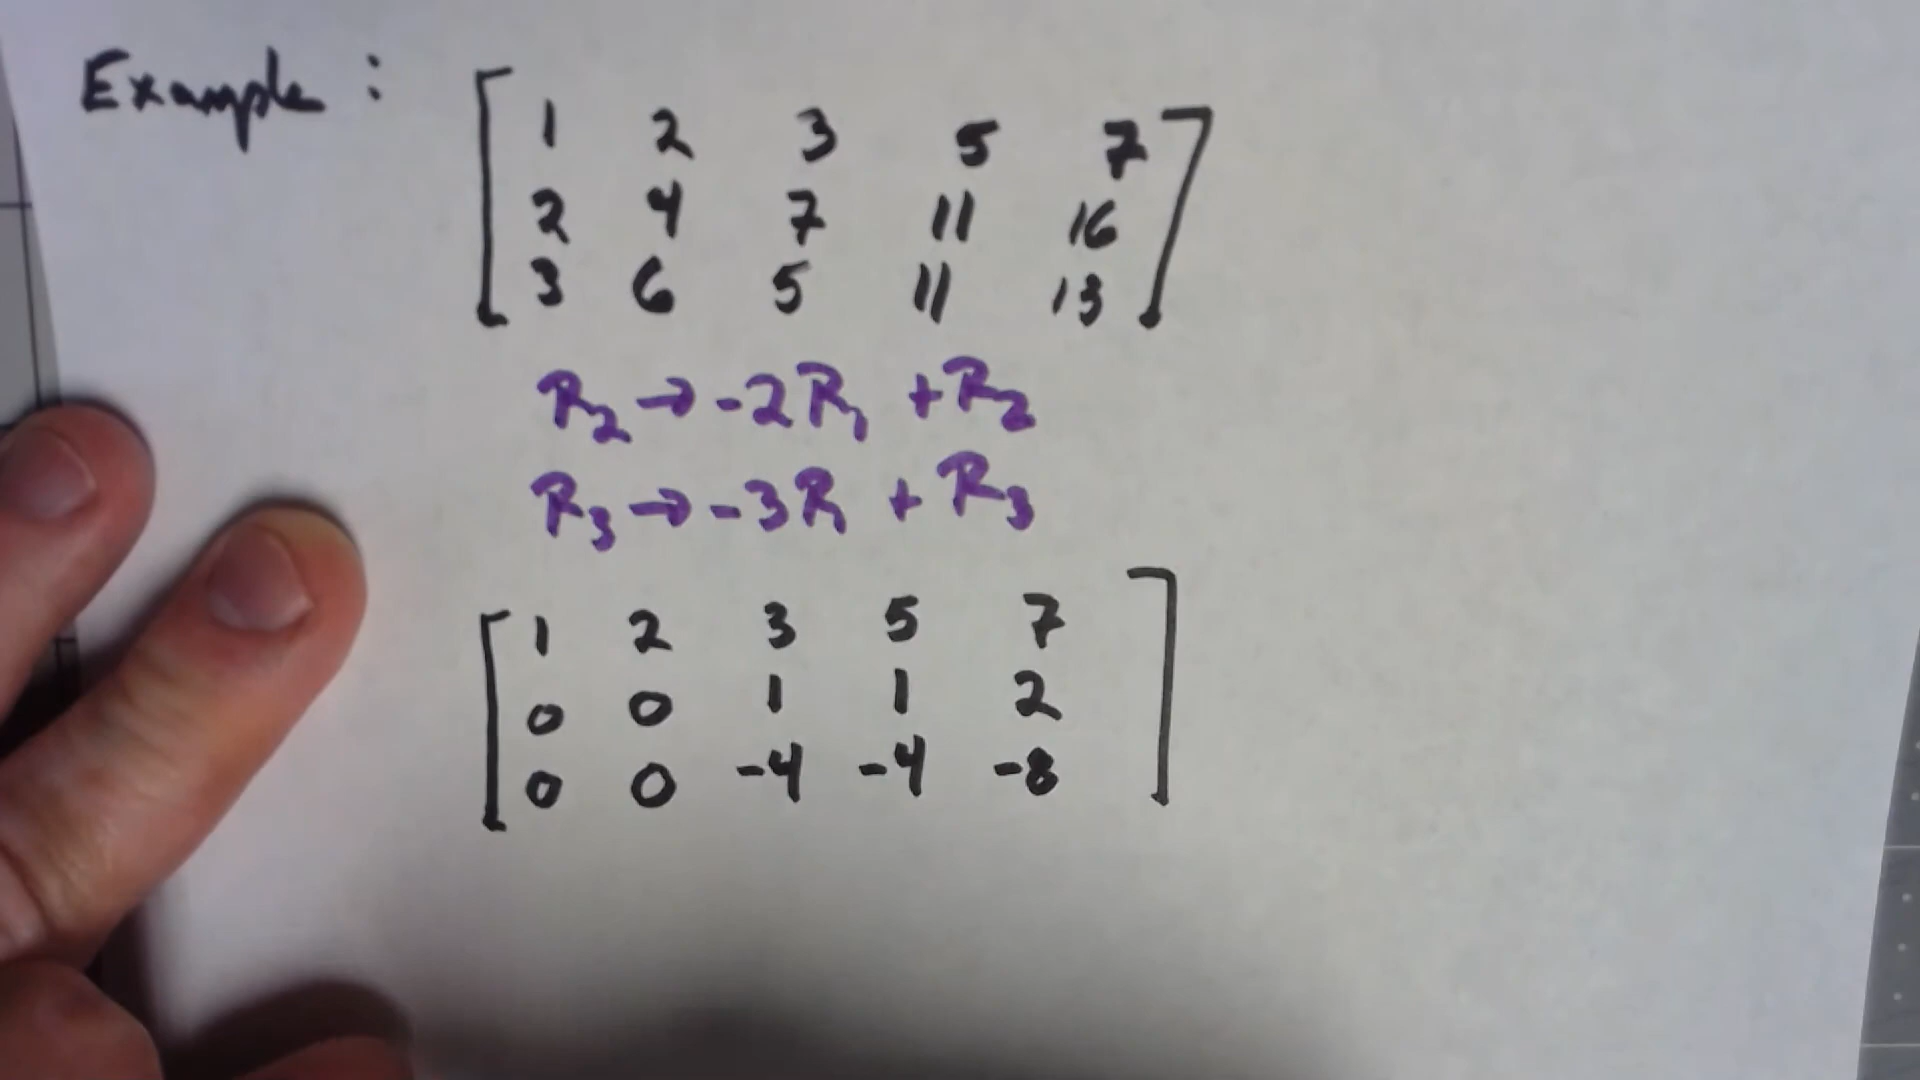 Example : [ 1 2 3 5 7 ]
2 4 7 11 16
3 6 5 11 13
R₂ → -2R₁ + R₂
R₃ → -3R₁ + R₃
[ 1 2 3 5 7 ]
0 0 1 1 2
0 0 -4 -4 -8